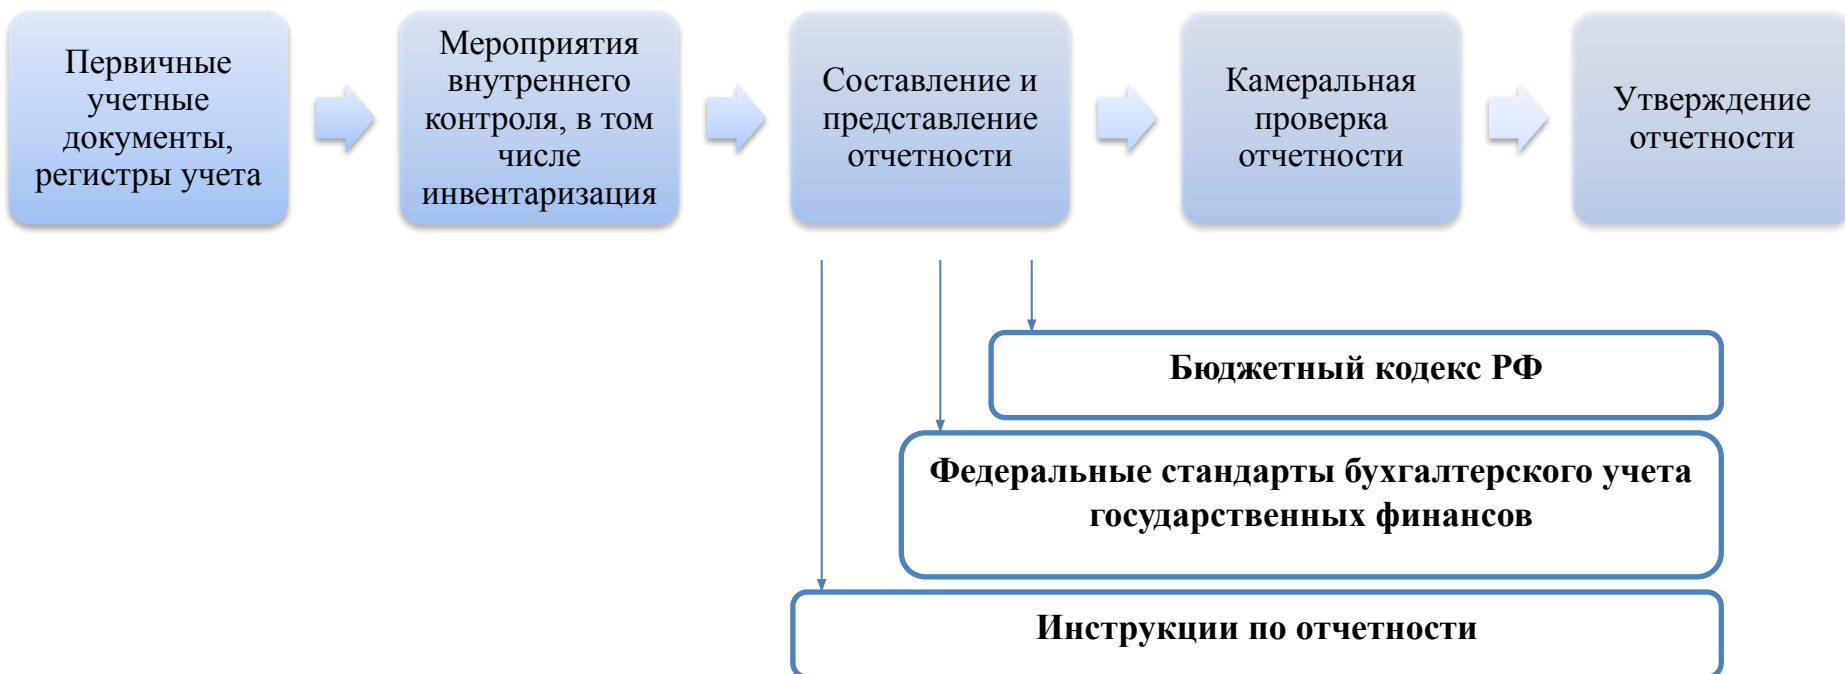 Первичные
учетные
документы,
регистры учета
Мероприятия
внутреннего
контроля, в том
числе
инвентаризация
Составление и
представление
отчетности
Камеральная
проверка
отчетности
Утверждение
отчетности
Бюджетный кодекс РФ
Федеральные стандарты бухгалтерского учета
государственных финансов
Инструкции по отчетности